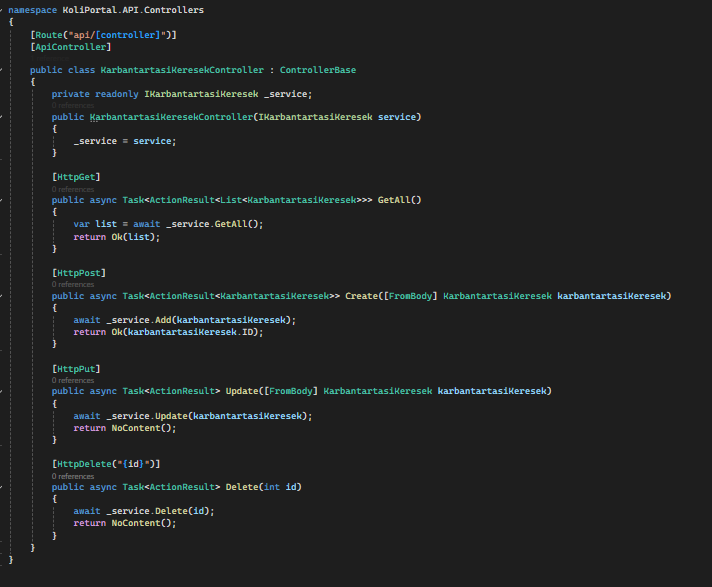 namespace KoliPortal.API.Controllers
{
[Route("api/[controller]")]
[ApiController]
public class KarbantartasiKeresekController : ControllerBase
{
private readonly IKarbantartasiKeresek _service;
0 references
public KarbantartasiKeresekController(IKarbantartasiKeresek service)
{
_service = service;
}
[HttpGet]
0 references
public async Task<ActionResult<List<KarbantartasiKeresek>>> GetAll()
{
var list = await _service.GetAll();
return Ok(list);
}
[HttpPost]
0 references
public async Task<ActionResult<KarbantartasiKeresek>> Create([FromBody] KarbantartasiKeresek karbantartasiKeresek)
{
await _service.Add(karbantartasiKeresek);
return Ok(karbantartasiKeresek.ID);
}
[HttpPut]
0 references
public async Task<ActionResult> Update([FromBody] KarbantartasiKeresek karbantartasiKeresek)
{
await _service.Update(karbantartasiKeresek);
return NoContent();
}
[HttpDelete("{id}")]
0 references
public async Task<ActionResult> Delete(int id)
{
await _service.Delete(id);
return NoContent();
}
}
}